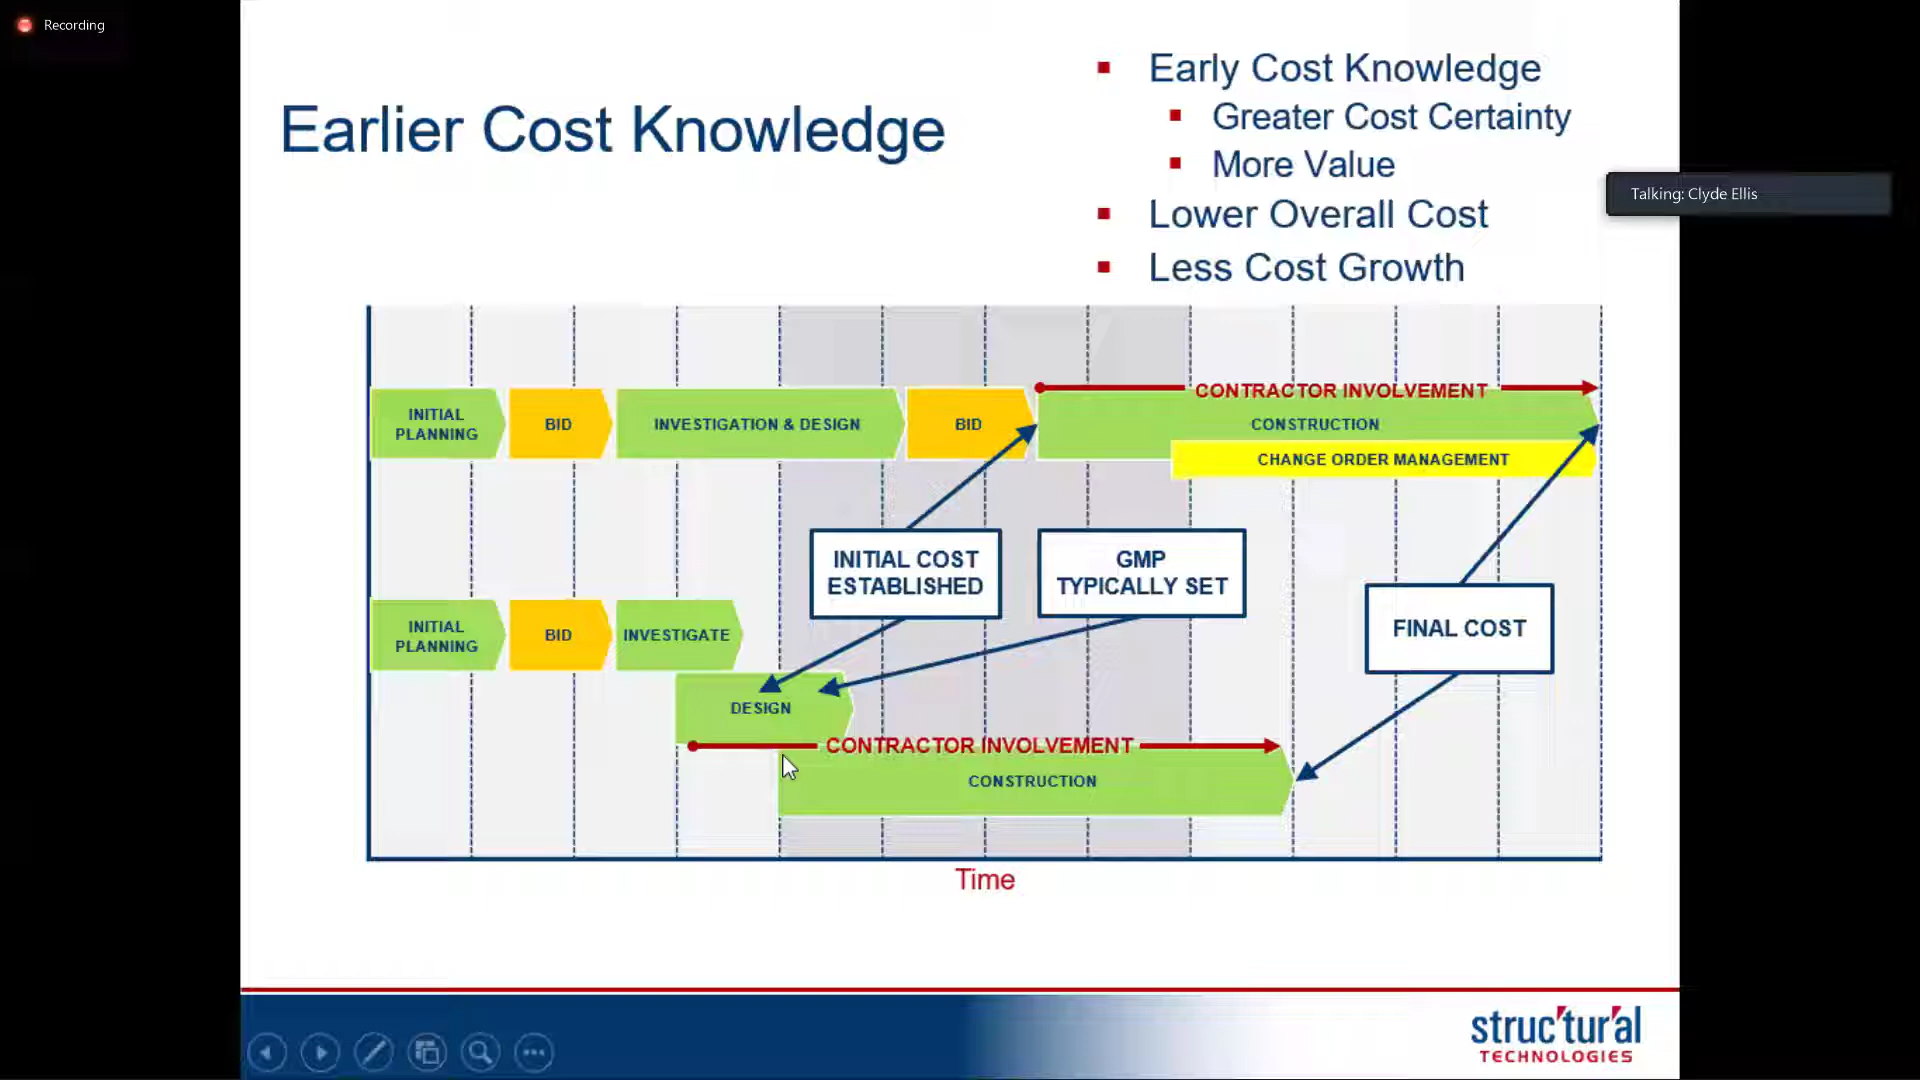 Recording
Early Cost Knowledge
Earlier Cost Knowledge
Greater Cost Certainty
More Value
Talking: Clyde Ellis
Lower Overall Cost
Less Cost Growth
CONTRACTOR INVOLVEMENT
INITIAL
PLANNING
BID
INVESTIGATION & DESIGN
BID
CONSTRUCTION
CHANGE ORDER MANAGEMENT
INITIAL COST
ESTABLISHED
GMP
TYPICALLY SET
FINAL COST
INITIAL
PLANNING
BID
INVESTIGATE
DESIGN
CONTRACTOR INVOLVEMENT
CONSTRUCTION
Time
struc'tur'al
TECHNOLOGIES